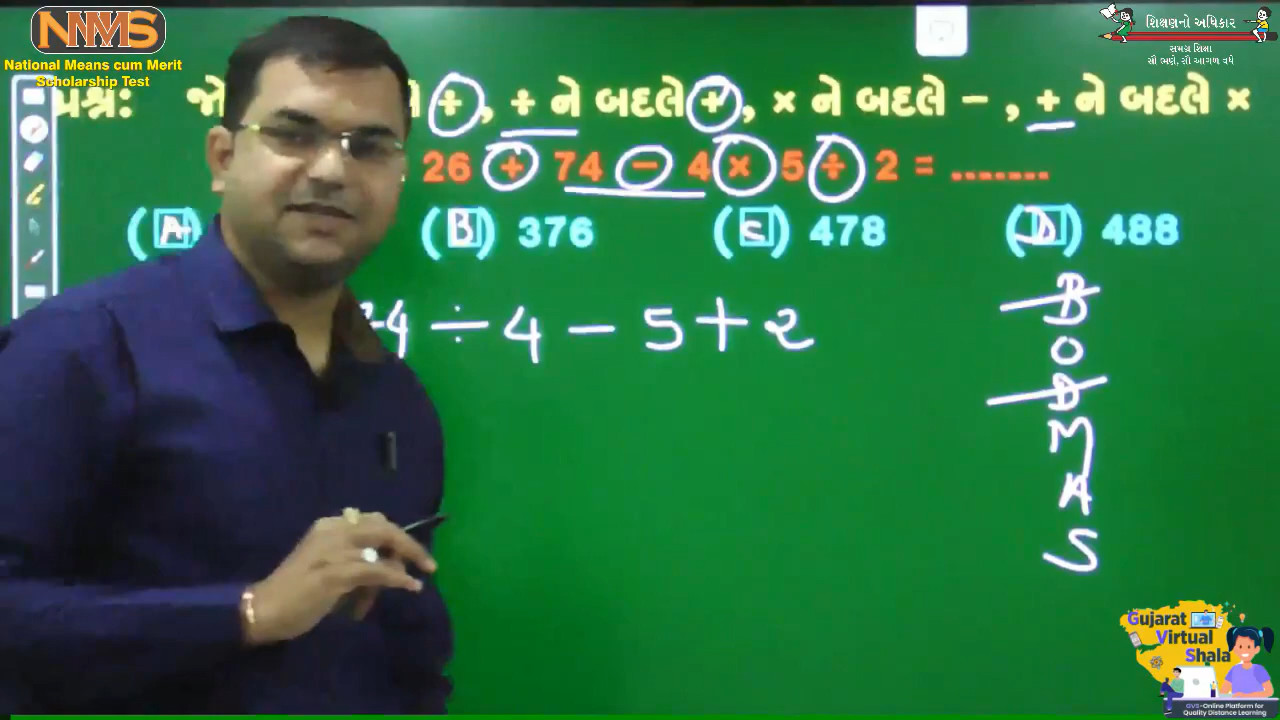 NMMS
National Means cum Merit
Scholarship Test
શિક્ષણનો અધિકાર
સમગ્ર શિક્ષા
સૌ ભણે, સૌ આગળ વધે
પ્રશ્ન: જો ÷, ÷ ને બદલે +, × ને બદલે − , + ને બદલે ×
26 + 74 − 4 × 5 ÷ 2 = .......
(A) (B) 376 (C) 478 (D) 488
4 ÷ 4 − 5 + 2
B
O
D
M
A
S
Gujarat
Virtual
Shala
GVS-Online Platform for
Quality Distance Learning